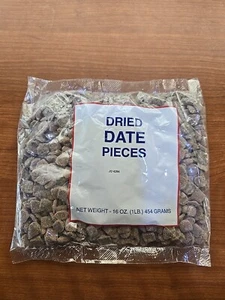 DRIED
DATE
PIECES
NET WEIGHT - 16 OZ. (1LB.) 454 GRAMS